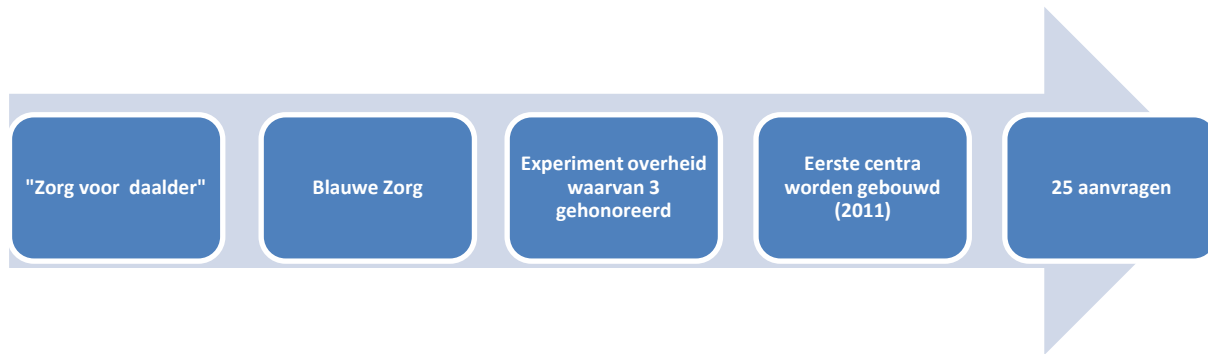 "Zorg voor  daalder"
Blauwe Zorg
Experiment overheid
waarvan 3
gehonoreerd
Eerste centra
worden gebouwd
(2011)
25 aanvragen